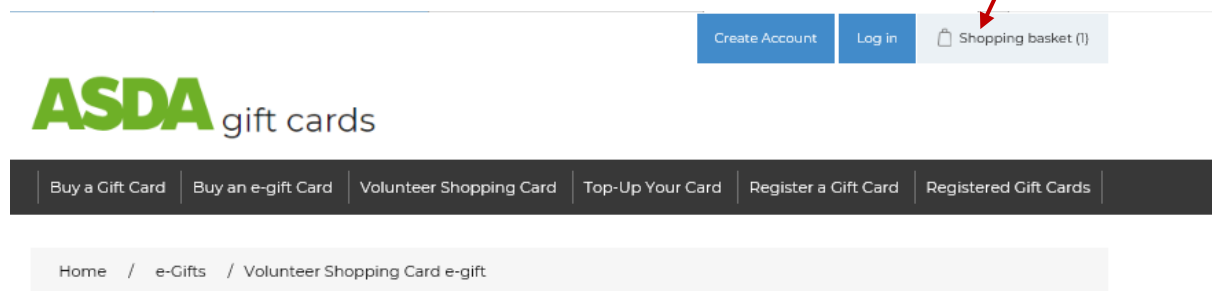 Create Account Log in Shopping basket (1)
ASDA gift cards
Buy a Gift Card Buy an e-gift Card Volunteer Shopping Card Top-Up Your Card Register a Gift Card Registered Gift Cards
Home / e-Gifts / Volunteer Shopping Card e-gift